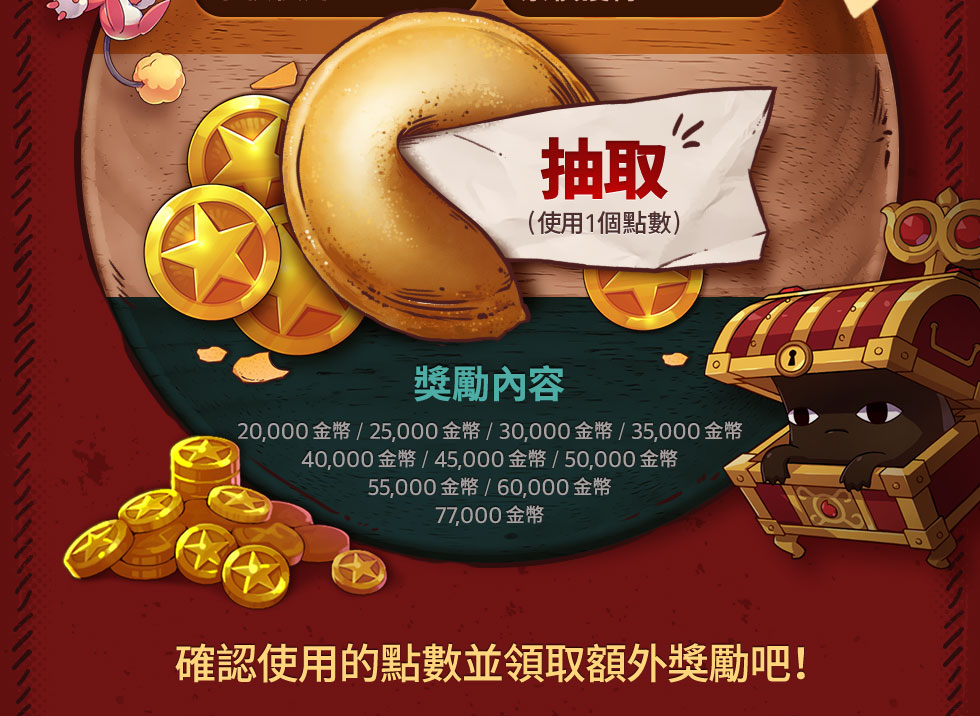 抽取
(使用1個點數)
獎勵內容
20,000 金幣 / 25,000 金幣 / 30,000 金幣 / 35,000 金幣
40,000 金幣 / 45,000 金幣 / 50,000 金幣
55,000 金幣 / 60,000 金幣
77,000 金幣
確認使用的點數並領取額外獎勵吧!